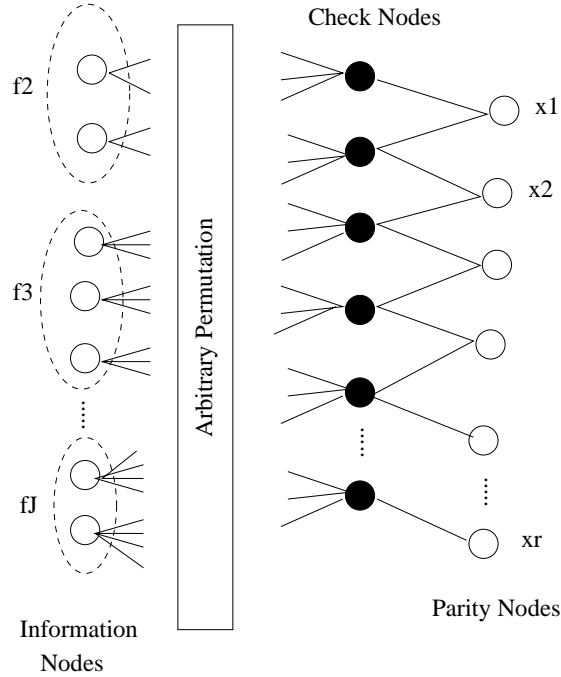 Check Nodes
f2
x1
x2
f3
Arbitrary Permutation
fJ
xr
Parity Nodes
Information
Nodes